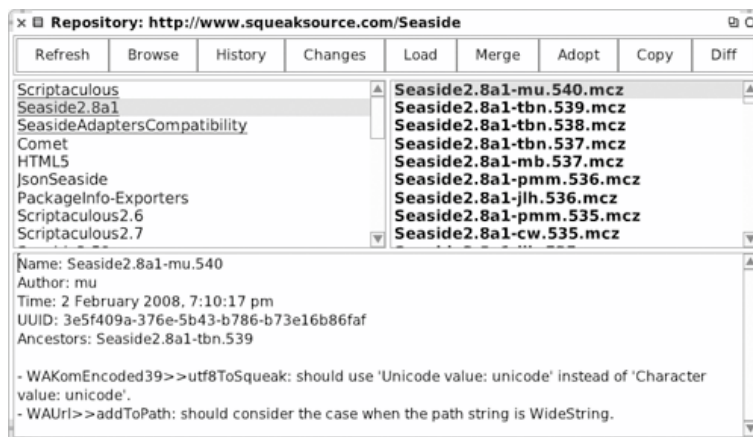 Repository: http://www.squeaksource.com/Seaside
Refresh Browse History Changes Load Merge Adopt Copy Diff
Scriptaculous
Seaside2.8a1
SeasideAdaptersCompatibility
Comet
HTML5
JsonSeaside
PackageInfo-Exporters
Scriptaculous2.6
Scriptaculous2.7
Seaside2.8a1-mu.540.mcz
Seaside2.8a1-tbn.539.mcz
Seaside2.8a1-tbn.538.mcz
Seaside2.8a1-tbn.537.mcz
Seaside2.8a1-mb.537.mcz
Seaside2.8a1-pmm.536.mcz
Seaside2.8a1-jlh.536.mcz
Seaside2.8a1-pmm.535.mcz
Seaside2.8a1-cw.535.mcz
Name: Seaside2.8a1-mu.540
Author: mu
Time: 2 February 2008, 7:10:17 pm
UUID: 3e5f409a-376e-5b43-b786-b73e16b86faf
Ancestors: Seaside2.8a1-tbn.539
- WAKomEncoded39>>utf8ToSqueak: should use 'Unicode value: unicode' instead of 'Character
value: unicode'.
- WAUrl>>addToPath: should consider the case when the path string is WideString.